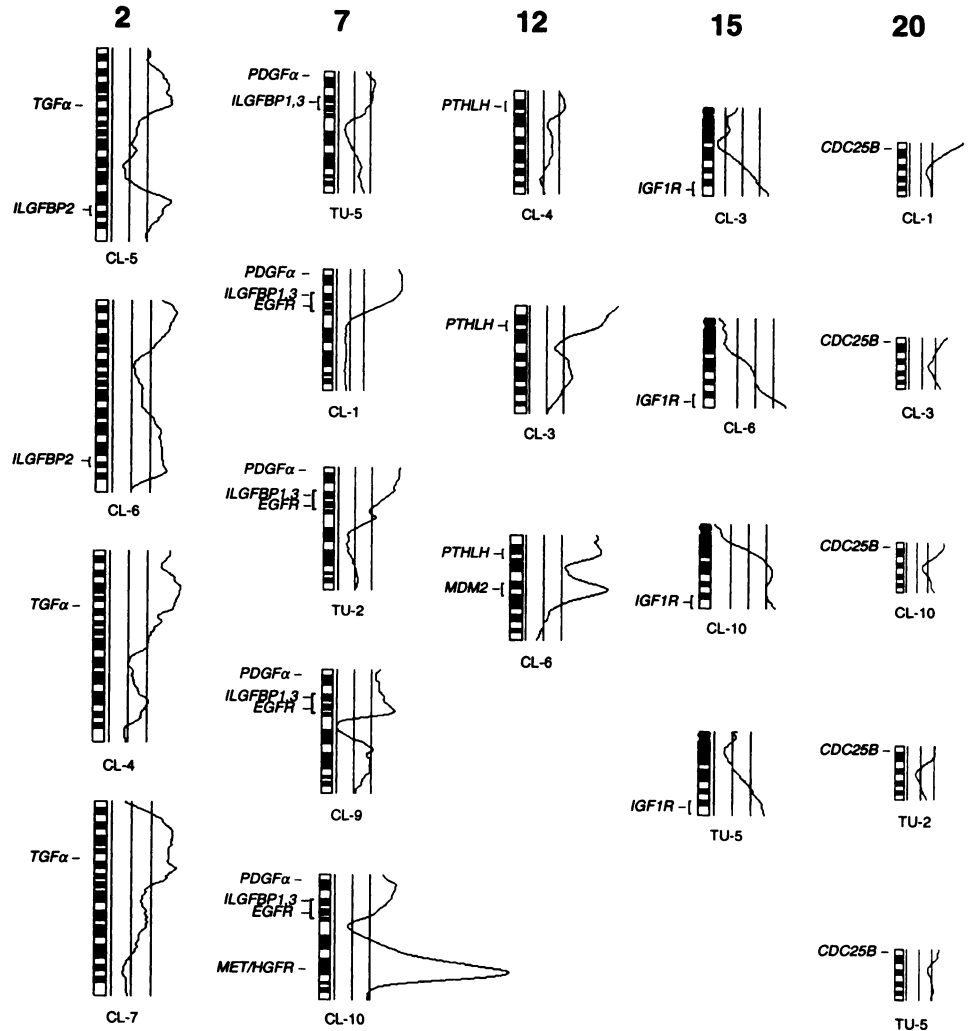 2
7
12
15
20
TGFα
ILGFBP2
CL-5
ILGFBP2
CL-6
TGFα
CL-4
TGFα
CL-7
PDGFα
ILGFBP1,3
TU-5
PDGFα
ILGFBP1,3
EGFR
CL-1
PDGFα
ILGFBP1,3
EGFR
TU-2
PDGFα
ILGFBP1,3
EGFR
CL-9
PDGFα
ILGFBP1,3
EGFR
MET/HGFR
CL-10
PTHLH
CL-4
PTHLH
CL-3
PTHLH
MDM2
CL-6
IGF1R
CL-3
IGF1R
CL-6
IGF1R
CL-10
IGF1R
TU-5
CDC25B
CL-1
CDC25B
CL-3
CDC25B
CL-10
CDC25B
TU-2
CDC25B
TU-5